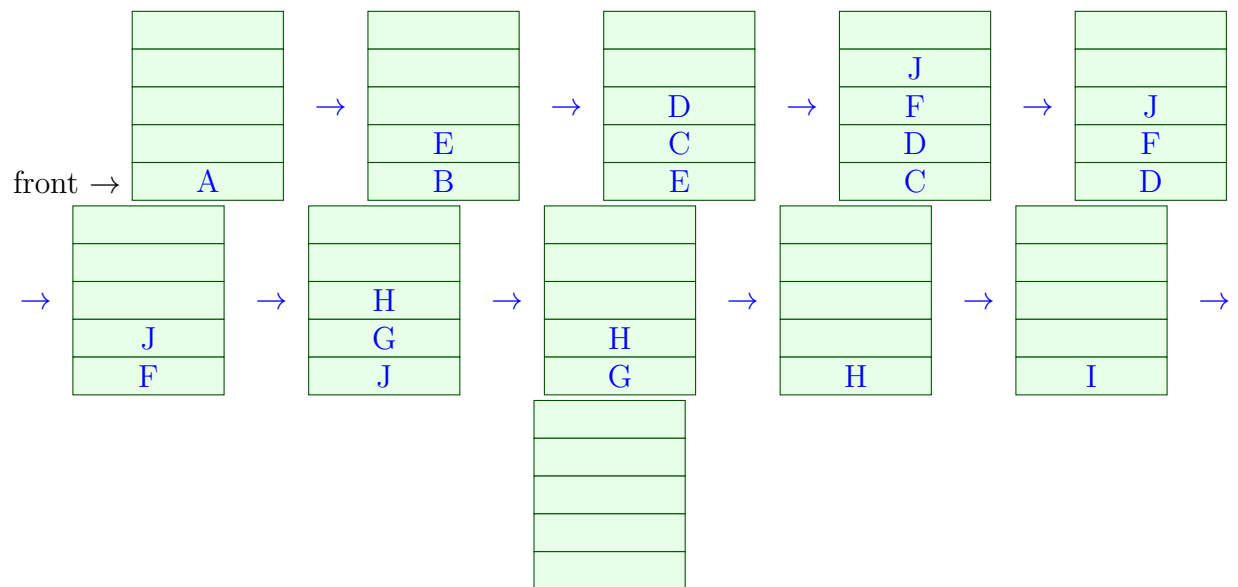 J
→ → D → F → J
E C D F
front → A B E C D
→ → H → → → →
J G H
F J G H I